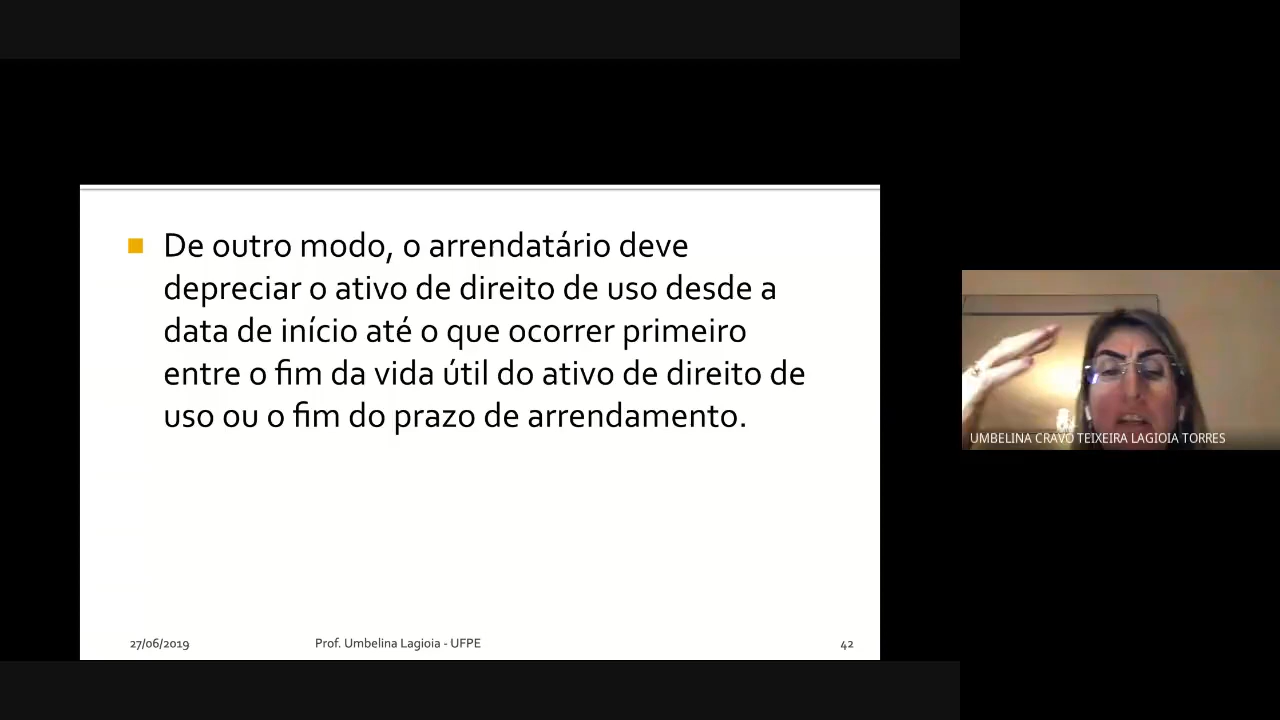 De outro modo, o arrendatário deve
depreciar o ativo de direito de uso desde a
data de início até o que ocorrer primeiro
entre o fim da vida útil do ativo de direito de
uso ou o fim do prazo de arrendamento.
27/06/2019 Prof. Umbelina Lagioia - UFPE 42
UMBELINA CRAVO TEIXEIRA LAGIOIA TORRES